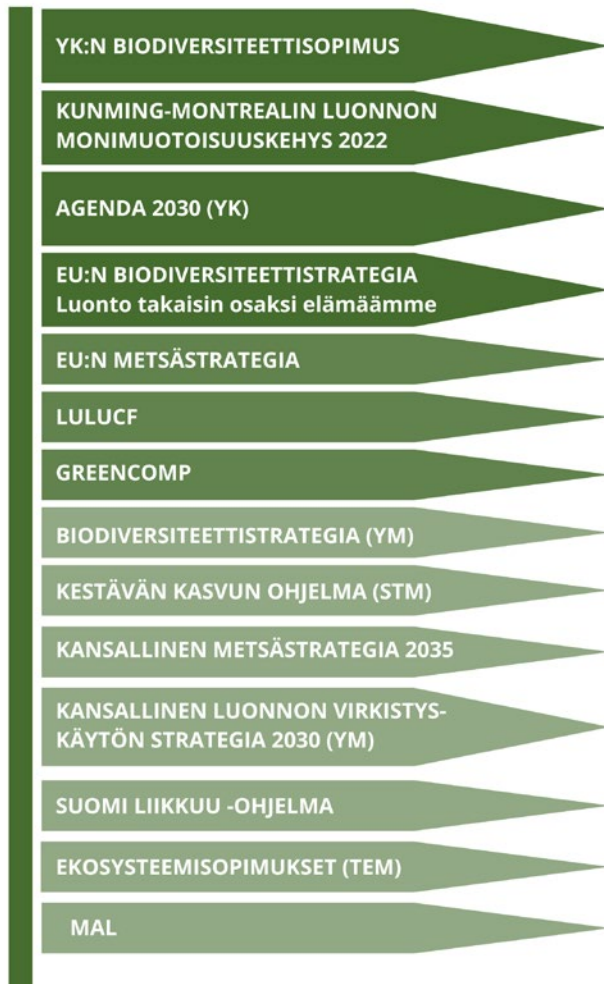 YK:N BIODIVERSITEETTISOPIMUS
KUNMING-MONTREALIN LUONNON
MONIMUOTOISUUSKEHYS 2022
AGENDA 2030 (YK)
EU:N BIODIVERSITEETTISTRATEGIA
Luonto takaisin osaksi elämäämme
EU:N METSÄSTRATEGIA
LULUCF
GREENCOMP
BIODIVERSITEETTISTRATEGIA (YM)
KESTÄVÄN KASVUN OHJELMA (STM)
KANSALLINEN METSÄSTRATEGIA 2035
KANSALLINEN LUONNON VIRKISTYS-
KÄYTÖN STRATEGIA 2030 (YM)
SUOMI LIIKKUU -OHJELMA
EKOSYSTEEMISOPIMUKSET (TEM)
MAL